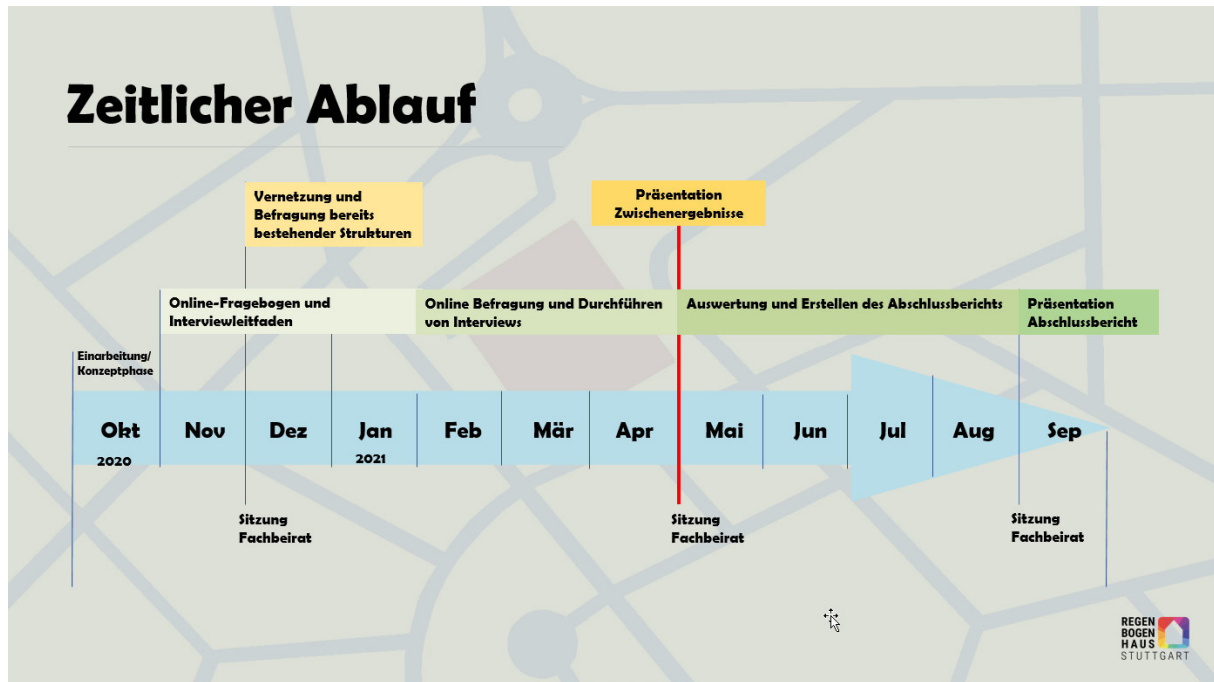 Zeitlicher Ablauf
Vernetzung und
Befragung bereits
bestehender Strukturen
Präsentation
Zwischenergebnisse
Online-Fragebogen und
Interviewleitfaden
Online Befragung und Durchführen
von Interviews
Auswertung und Erstellen des Abschlussberichts
Präsentation
Abschlussbericht
Einarbeitung/
Konzeptphase
Okt Nov Dez Jan Feb Mär Apr Mai Jun Jul Aug Sep
2020 2021
Sitzung
Fachbeirat
Sitzung
Fachbeirat
Sitzung
Fachbeirat
REGEN
BOGEN
HAUS
STUTTGART